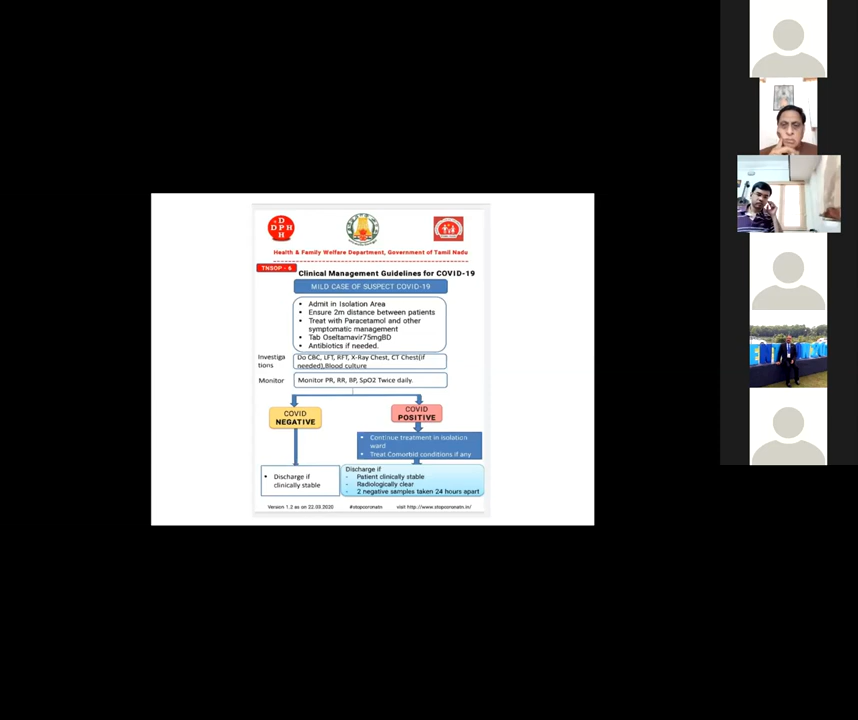 D
D P H
H
Health & Family Welfare Department, Government of Tamil Nadu
TNSOP - 6
Clinical Management Guidelines for COVID-19
MILD CASE OF SUSPECT COVID-19
• Admit in Isolation Area
• Ensure 2m distance between patients
• Treat with Paracetamol and other
symptomatic management
• Tab Oseltamavir75mgBD
• Antibiotics if needed.
Investiga
tions
Do CBC, LFT, RFT, X-Ray Chest, CT Chest(if
needed),Blood culture
Monitor
Monitor PR, RR, BP, SpO2 Twice daily.
COVID
NEGATIVE
COVID
POSITIVE
• Continue treatment in isolation
ward
• Treat Comorbid conditions if any
• Discharge if
clinically stable
Discharge if
- Patient clinically stable
- Radiologically clear
- 2 negative samples taken 24 hours apart
Version 1.2 as on 22.03.2020
#stopcoronatn
visit http://www.stopcoronatn.in/